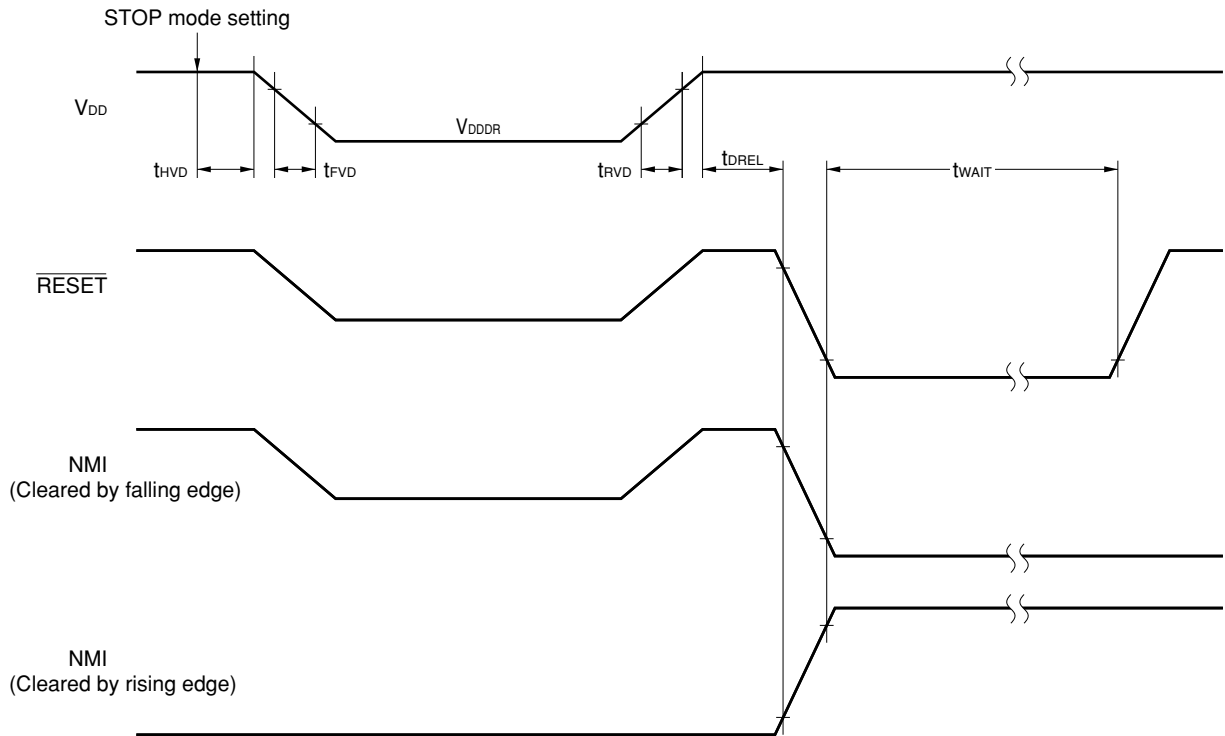 STOP mode setting
VDD
VDDDR
tHVD
tFVD
tRVD
tDREL
tWAIT
RESET
NMI
(Cleared by falling edge)
NMI
(Cleared by rising edge)